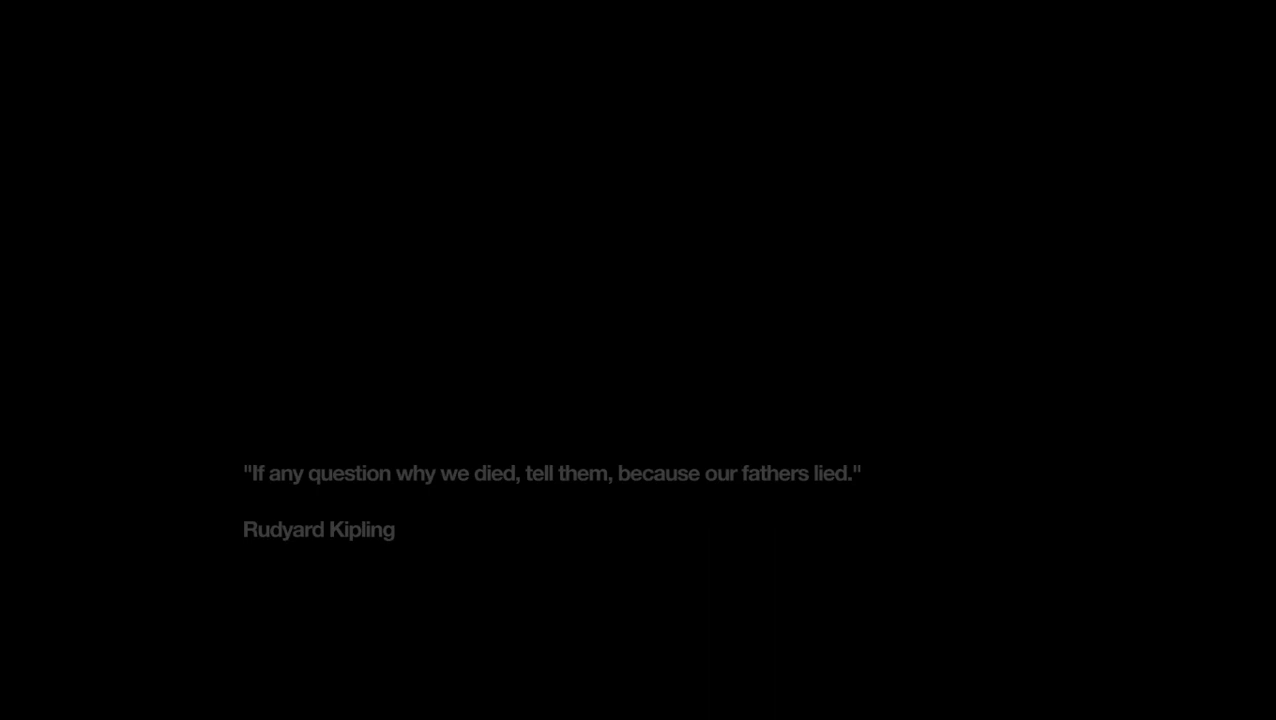 "If any question why we died, tell them, because our fathers lied."
Rudyard Kipling